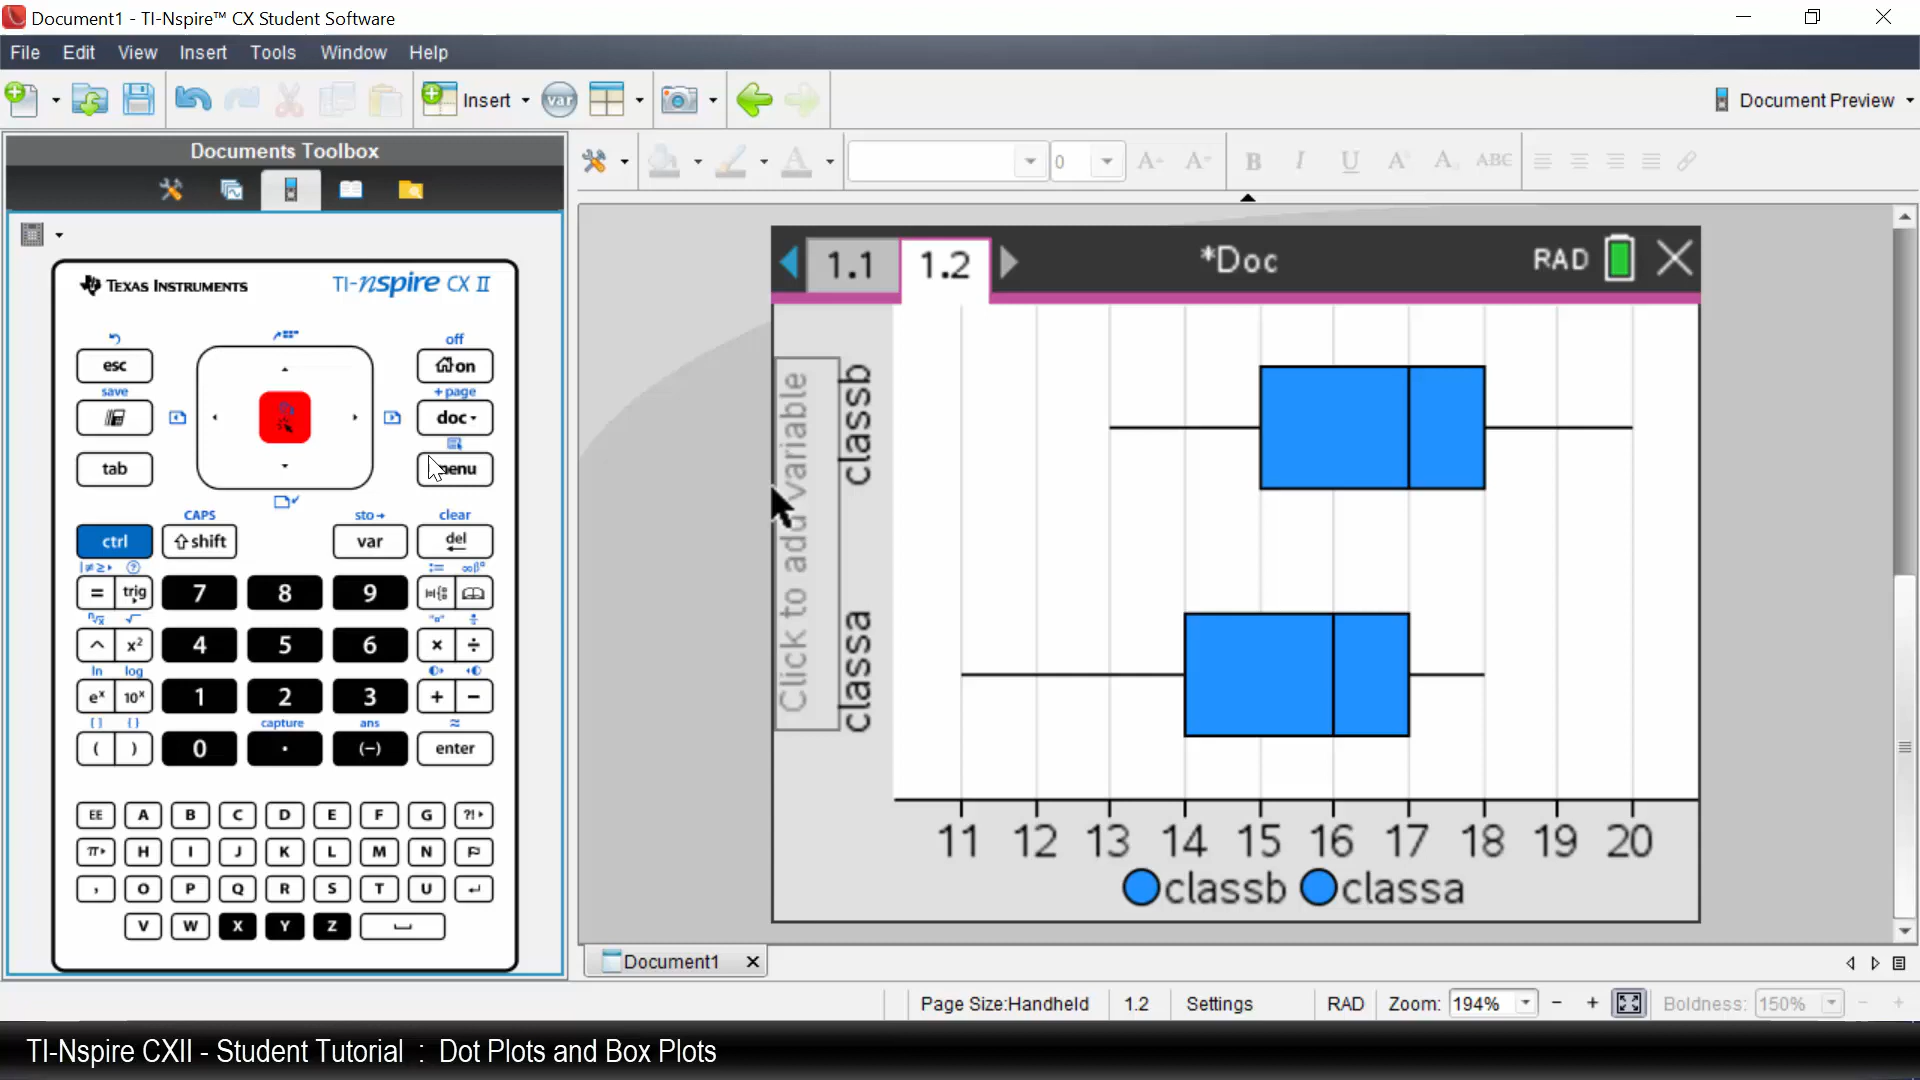 Document1 - TI-Nspire™ CX Student Software
File Edit View Insert Tools Window Help
Insert var Document Preview
Documents Toolbox
0 A A B I U A A ABC
TEXAS INSTRUMENTS TI-nspire CX II
off
esc on
save + page
doc
tab menu
CAPS sto→ clear
ctrl shift var del
= trig 7 8 9
^ x² 4 5 6 × ÷
ln log
eˣ 10ˣ 1 2 3 + −
[ ] { } capture ans ≈
( ) 0 . (−) enter
EE A B C D E F G ?!▸
π▸ H I J K L M N
, O P Q R S T U
V W X Y Z
1.1 1.2 *Doc RAD
Click to add variable
classb
classa
11 12 13 14 15 16 17 18 19 20
classb classa
Document1
Page Size:Handheld 1.2 Settings RAD Zoom: 194% - + Boldness: 150% - +
TI-Nspire CXII - Student Tutorial : Dot Plots and Box Plots